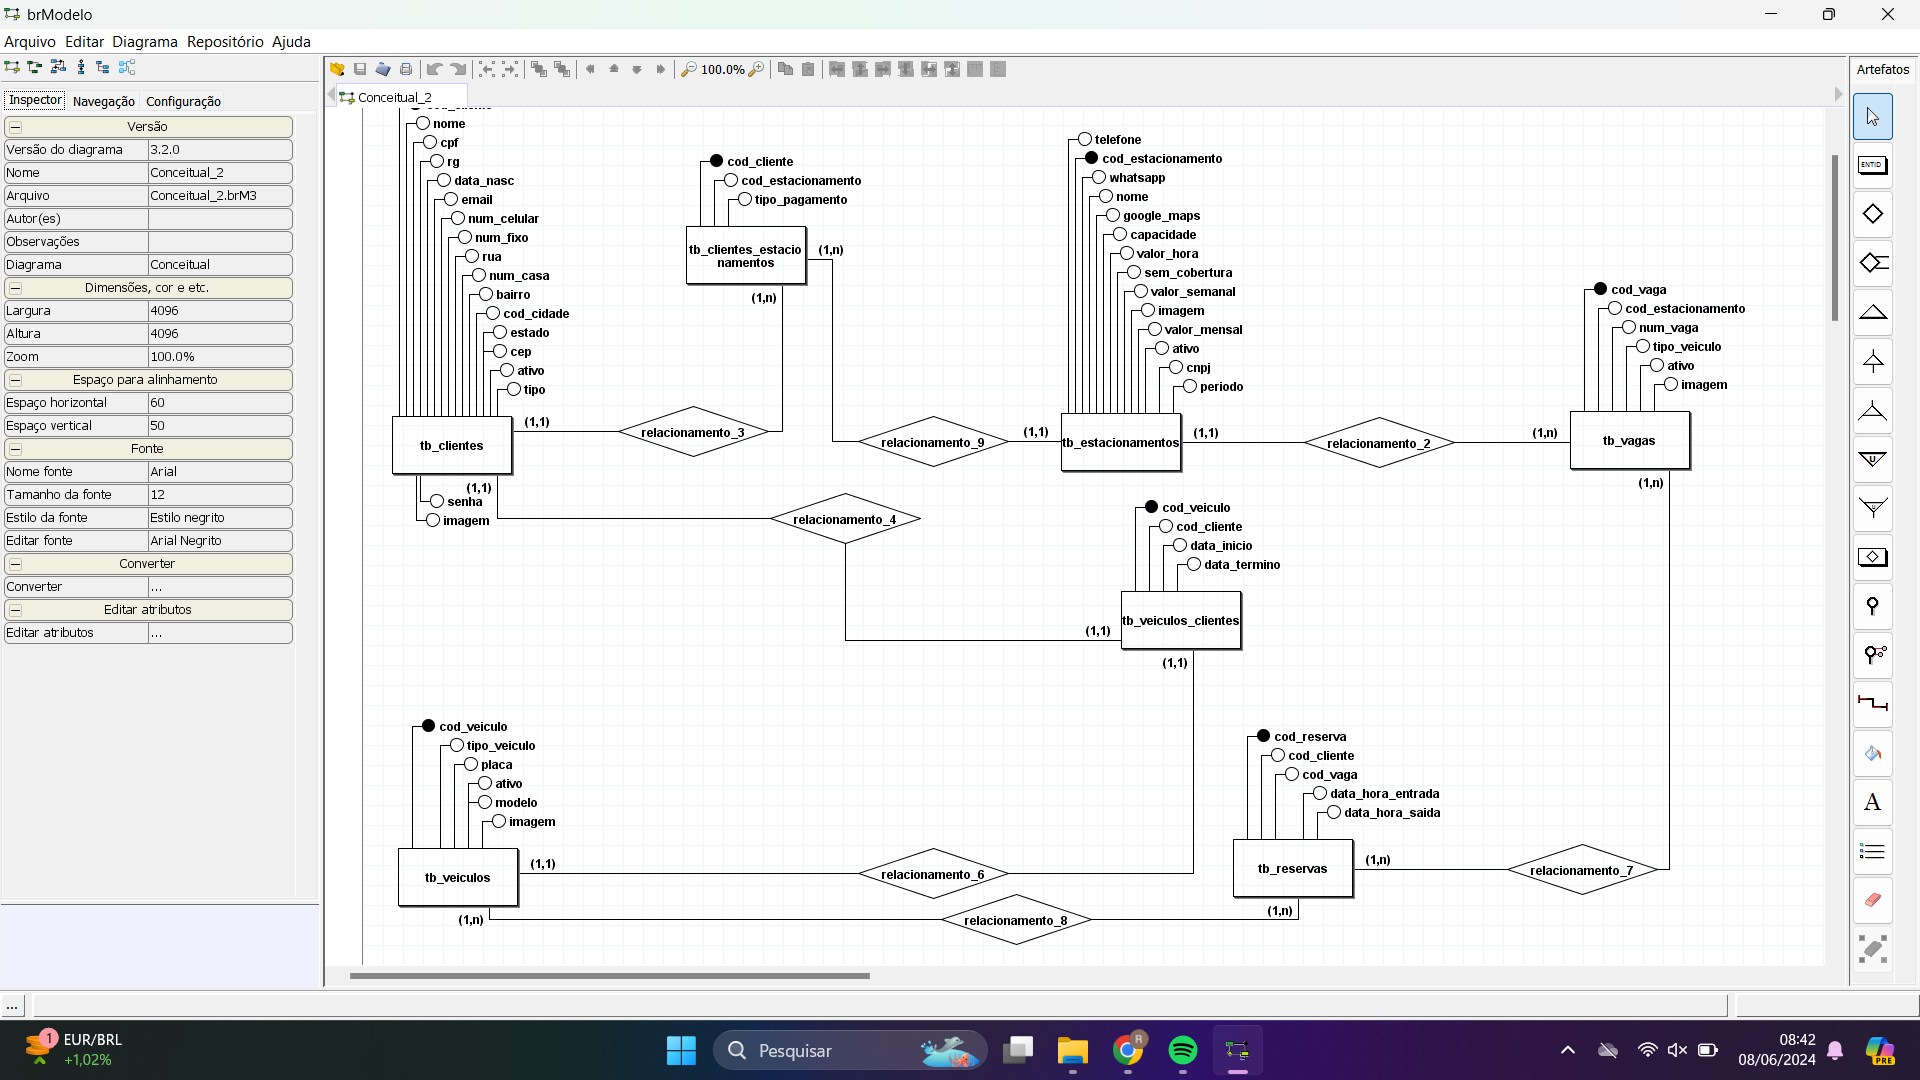 brModelo
Arquivo Editar Diagrama Repositório Ajuda
100.0%
Artefatos
Inspector Navegação Configuração
Conceitual_2
Versão
Versão do diagrama 3.2.0
Nome Conceitual_2
Arquivo Conceitual_2.brM3
Autor(es)
Observações
Diagrama Conceitual
Dimensões, cor e etc.
Largura 4096
Altura 4096
Zoom 100.0%
Espaço para alinhamento
Espaço horizontal 60
Espaço vertical 50
Fonte
Nome fonte Arial
Tamanho da fonte 12
Estilo da fonte Estilo negrito
Editar fonte Arial Negrito
Converter
Converter ...
Editar atributos
Editar atributos ...
nome
cpf
rg
data_nasc
email
num_celular
num_fixo
rua
num_casa
bairro
cod_cidade
estado
cep
ativo
tipo
tb_clientes
(1,1)
(1,1)
senha
imagem
cod_cliente
cod_estacionamento
tipo_pagamento
tb_clientes_estacio
namentos
(1,n)
(1,n)
relacionamento_3
relacionamento_9
(1,1)
telefone
cod_estacionamento
whatsapp
nome
google_maps
capacidade
valor_hora
sem_cobertura
valor_semanal
imagem
valor_mensal
ativo
cnpj
periodo
tb_estacionamentos
(1,1)
relacionamento_2
(1,n)
cod_vaga
cod_estacionamento
num_vaga
tipo_veiculo
ativo
imagem
tb_vagas
(1,n)
relacionamento_4
cod_veiculo
cod_cliente
data_inicio
data_termino
tb_veiculos_clientes
(1,1)
(1,1)
cod_veiculo
tipo_veiculo
placa
ativo
modelo
imagem
tb_veiculos
(1,1)
(1,n)
relacionamento_6
relacionamento_8
cod_reserva
cod_cliente
cod_vaga
data_hora_entrada
data_hora_saida
tb_reservas
(1,n)
(1,n)
relacionamento_7
ENTID
U
A
...
1
EUR/BRL
+1,02%
Pesquisar
R
08:42
08/06/2024
PRE